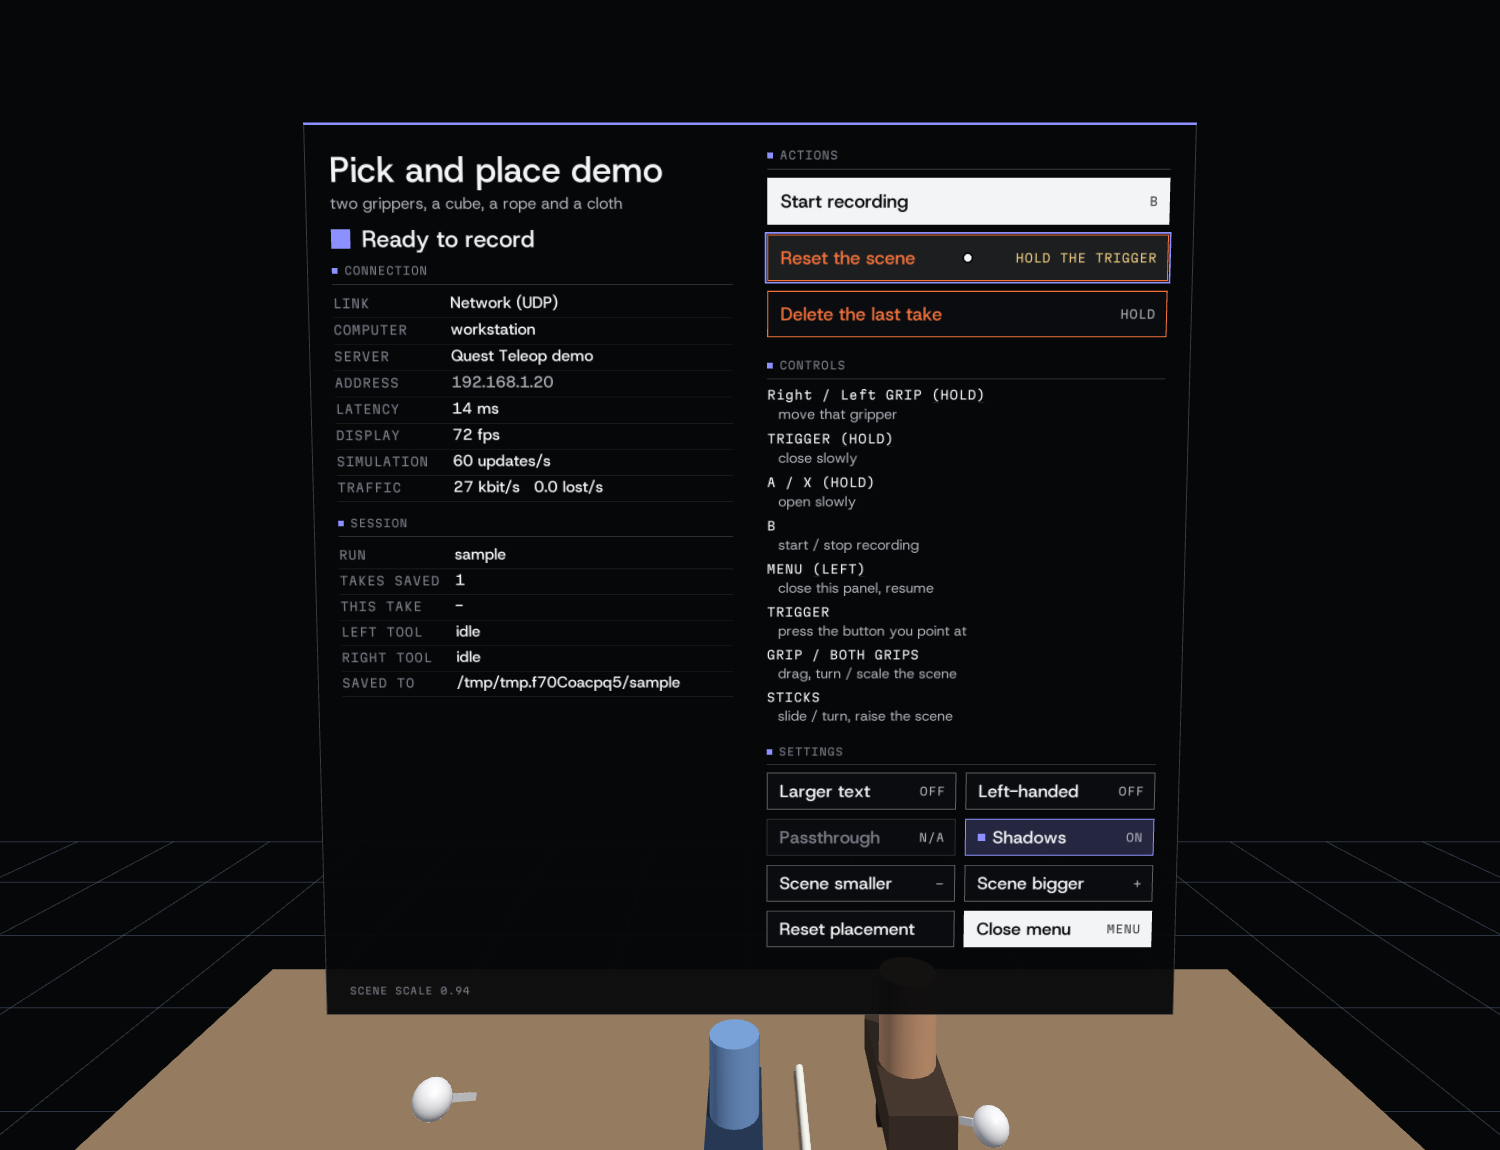 Pick and place demo
two grippers, a cube, a rope and a cloth
Ready to record
CONNECTION
LINK Network (UDP)
COMPUTER workstation
SERVER Quest Teleop demo
ADDRESS 192.168.1.20
LATENCY 14 ms
DISPLAY 72 fps
SIMULATION 60 updates/s
TRAFFIC 27 kbit/s 0.0 lost/s
SESSION
RUN sample
TAKES SAVED 1
THIS TAKE –
LEFT TOOL idle
RIGHT TOOL idle
SAVED TO /tmp/tmp.f70Coacpq5/sample
ACTIONS
Start recording B
Reset the scene HOLD THE TRIGGER
Delete the last take HOLD
CONTROLS
Right / Left GRIP (HOLD)
move that gripper
TRIGGER (HOLD)
close slowly
A / X (HOLD)
open slowly
B
start / stop recording
MENU (LEFT)
close this panel, resume
TRIGGER
press the button you point at
GRIP / BOTH GRIPS
drag, turn / scale the scene
STICKS
slide / turn, raise the scene
SETTINGS
Larger text OFF Left-handed OFF
Passthrough N/A Shadows ON
Scene smaller – Scene bigger +
Reset placement Close menu MENU
SCENE SCALE 0.94